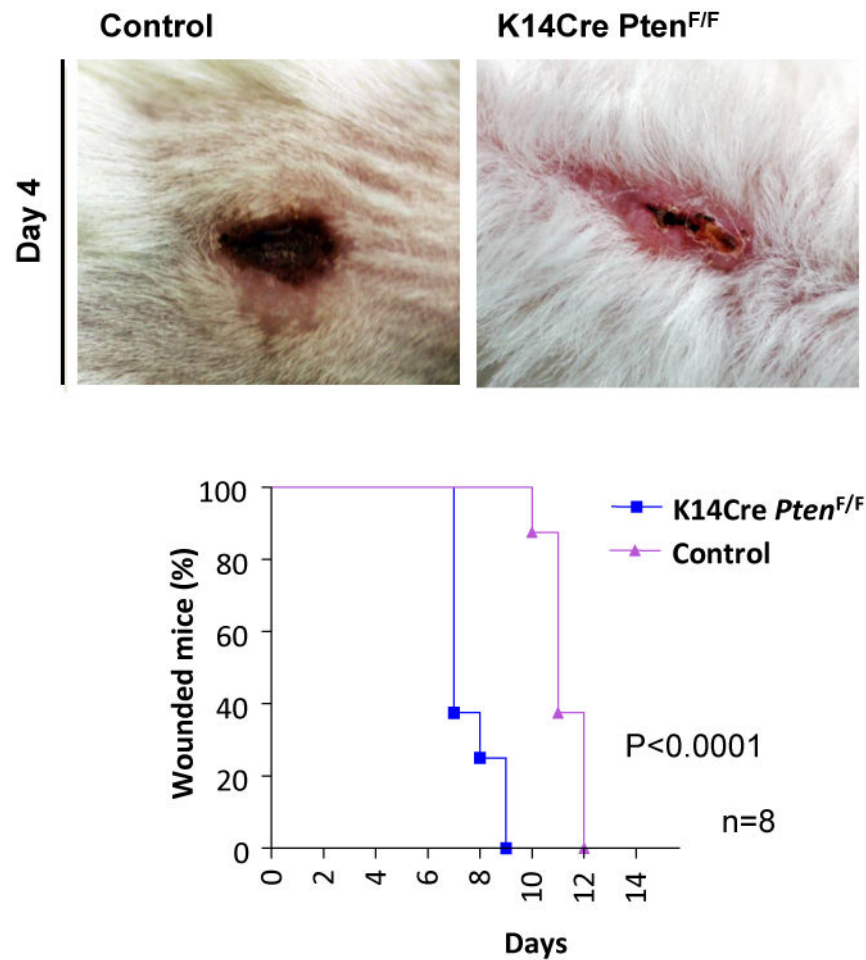 Control
K14Cre Pten^F/F
Day 4
100
80
60
40
20
0
Wounded mice (%)
0 2 4 6 8 10 12 14
Days
K14Cre Pten^F/F
Control
P<0.0001
n=8